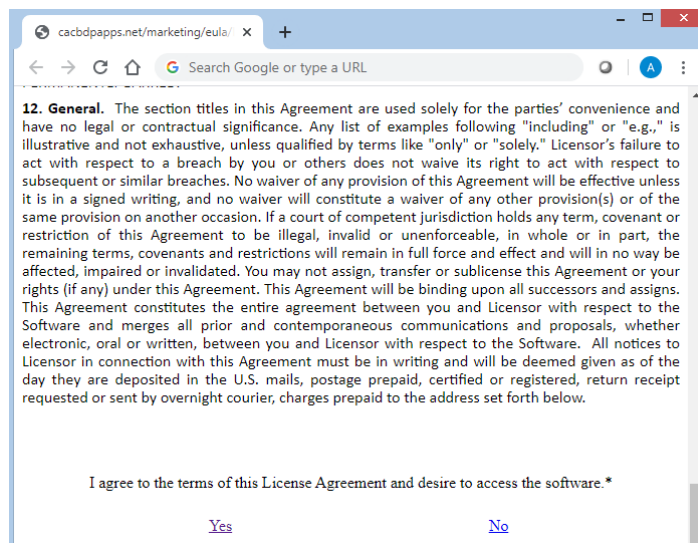 cacbdpapps.net/marketing/eula/
Search Google or type a URL
A
12. General. The section titles in this Agreement are used solely for the parties’ convenience and
have no legal or contractual significance. Any list of examples following "including" or "e.g.," is
illustrative and not exhaustive, unless qualified by terms like "only" or "solely." Licensor’s failure to
act with respect to a breach by you or others does not waive its right to act with respect to
subsequent or similar breaches. No waiver of any provision of this Agreement will be effective unless
it is in a signed writing, and no waiver will constitute a waiver of any other provision(s) or of the
same provision on another occasion. If a court of competent jurisdiction holds any term, covenant or
restriction of this Agreement to be illegal, invalid or unenforceable, in whole or in part, the
remaining terms, covenants and restrictions will remain in full force and effect and will in no way be
affected, impaired or invalidated. You may not assign, transfer or sublicense this Agreement or your
rights (if any) under this Agreement. This Agreement will be binding upon all successors and assigns.
This Agreement constitutes the entire agreement between you and Licensor with respect to the
Software and merges all prior and contemporaneous communications and proposals, whether
electronic, oral or written, between you and Licensor with respect to the Software. All notices to
Licensor in connection with this Agreement must be in writing and will be deemed given as of the
day they are deposited in the U.S. mails, postage prepaid, certified or registered, return receipt
requested or sent by overnight courier, charges prepaid to the address set forth below.
I agree to the terms of this License Agreement and desire to access the software.*
Yes No